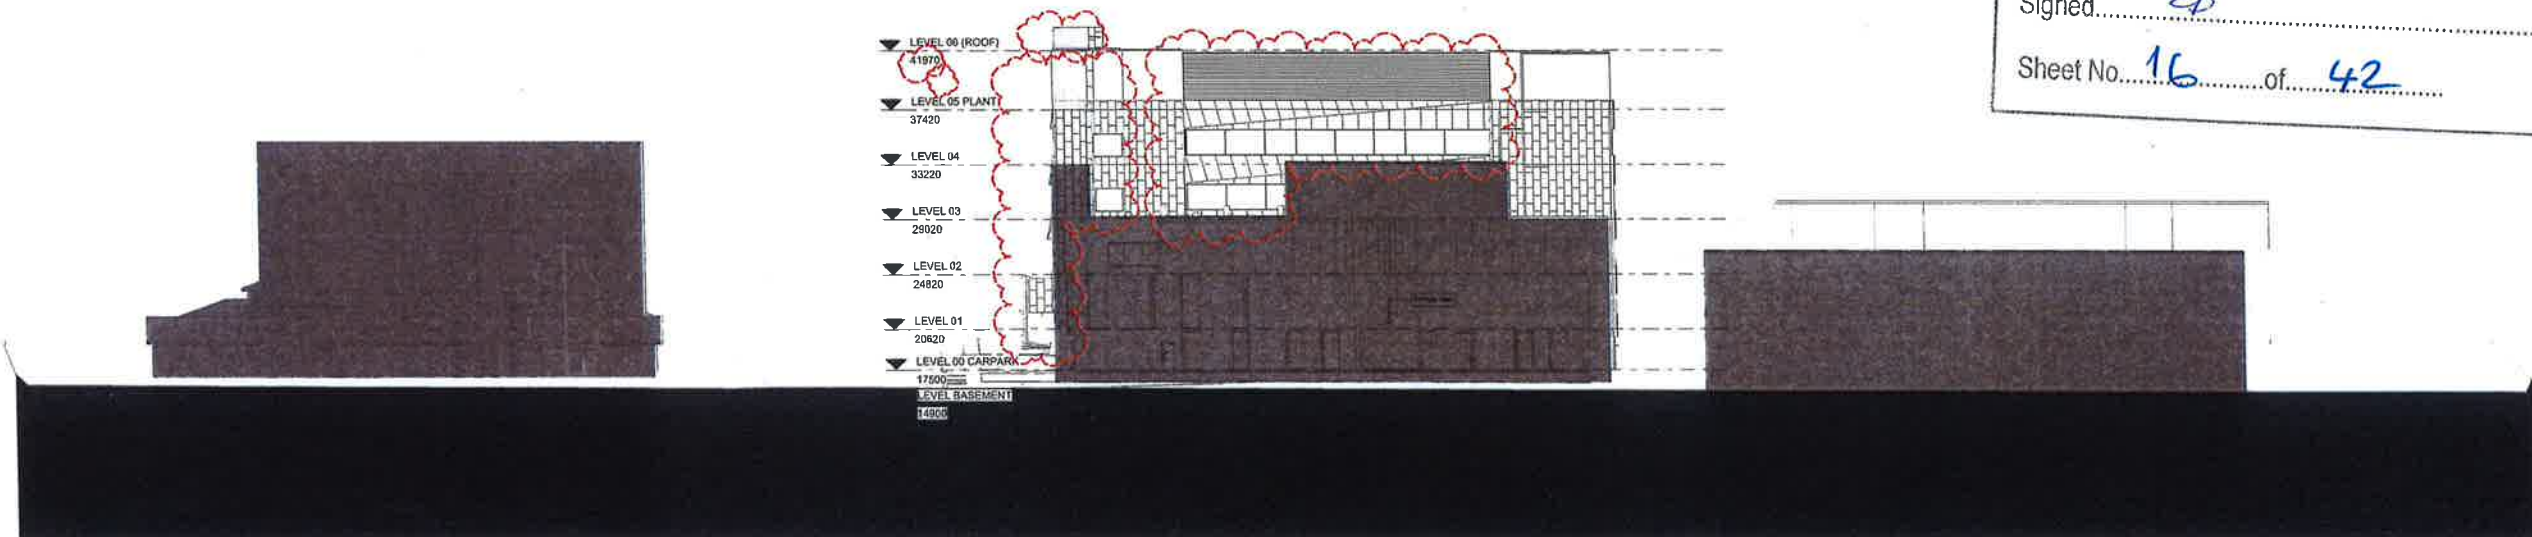 Signed
Sheet No. 16 of 42
LEVEL 06 (ROOF)
41970
LEVEL 05 PLANT
37420
LEVEL 04
33220
LEVEL 03
29020
LEVEL 02
24820
LEVEL 01
20620
LEVEL 00 CARPARK
17500
LEVEL BASEMENT
14900